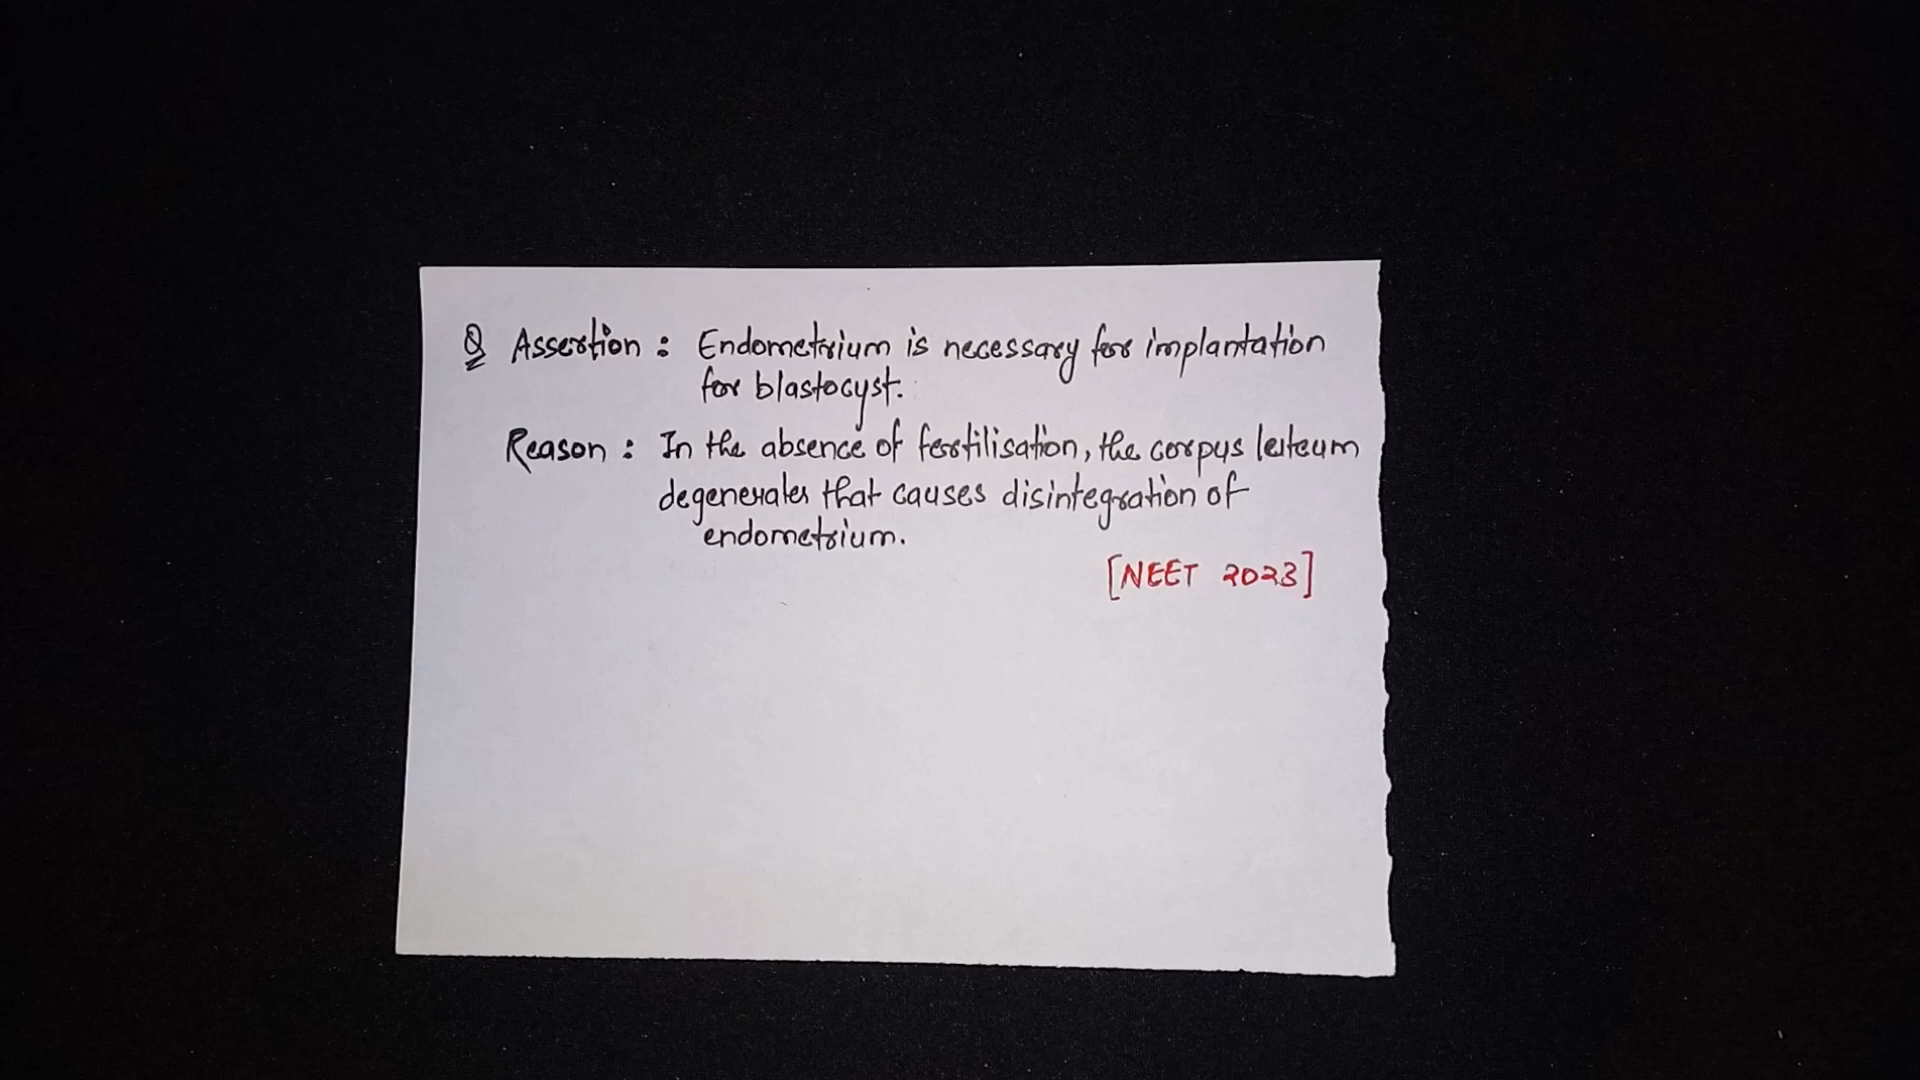 Q Assertion : Endometrium is necessary for implantation
for blastocyst.
Reason : In the absence of fertilisation, the corpus luteum
degenerates that causes disintegration of
endometrium.
[NEET 2023]